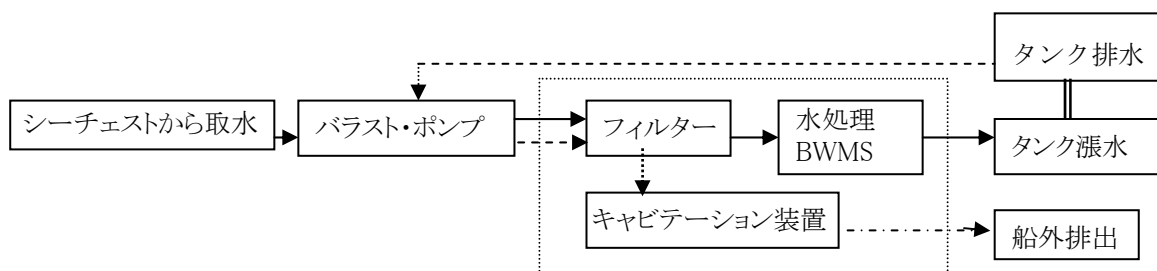 タンク排水
シーチェストから取水
バラスト・ポンプ
フィルター
水処理
BWMS
タンク漲水
キャビテーション装置
船外排出